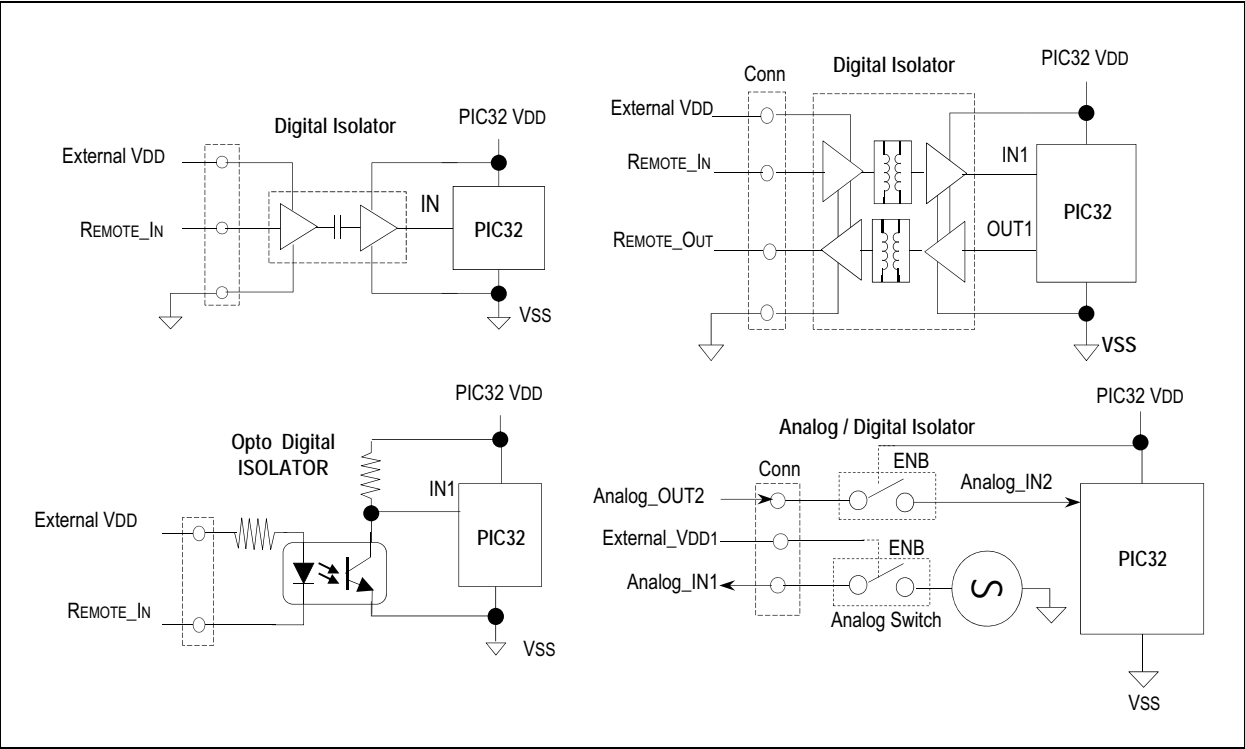 Digital Isolator
PIC32 VDD
External VDD
REMOTE_IN
IN
PIC32
VSS
Conn
Digital Isolator
PIC32 VDD
External VDD
REMOTE_IN
IN1
REMOTE_OUT
OUT1
PIC32
VSS
PIC32 VDD
Opto Digital
ISOLATOR
IN1
External VDD
PIC32
REMOTE_IN
VSS
PIC32 VDD
Analog / Digital Isolator
Conn
ENB
Analog_OUT2
Analog_IN2
External_VDD1
ENB
Analog_IN1
PIC32
Analog Switch
VSS